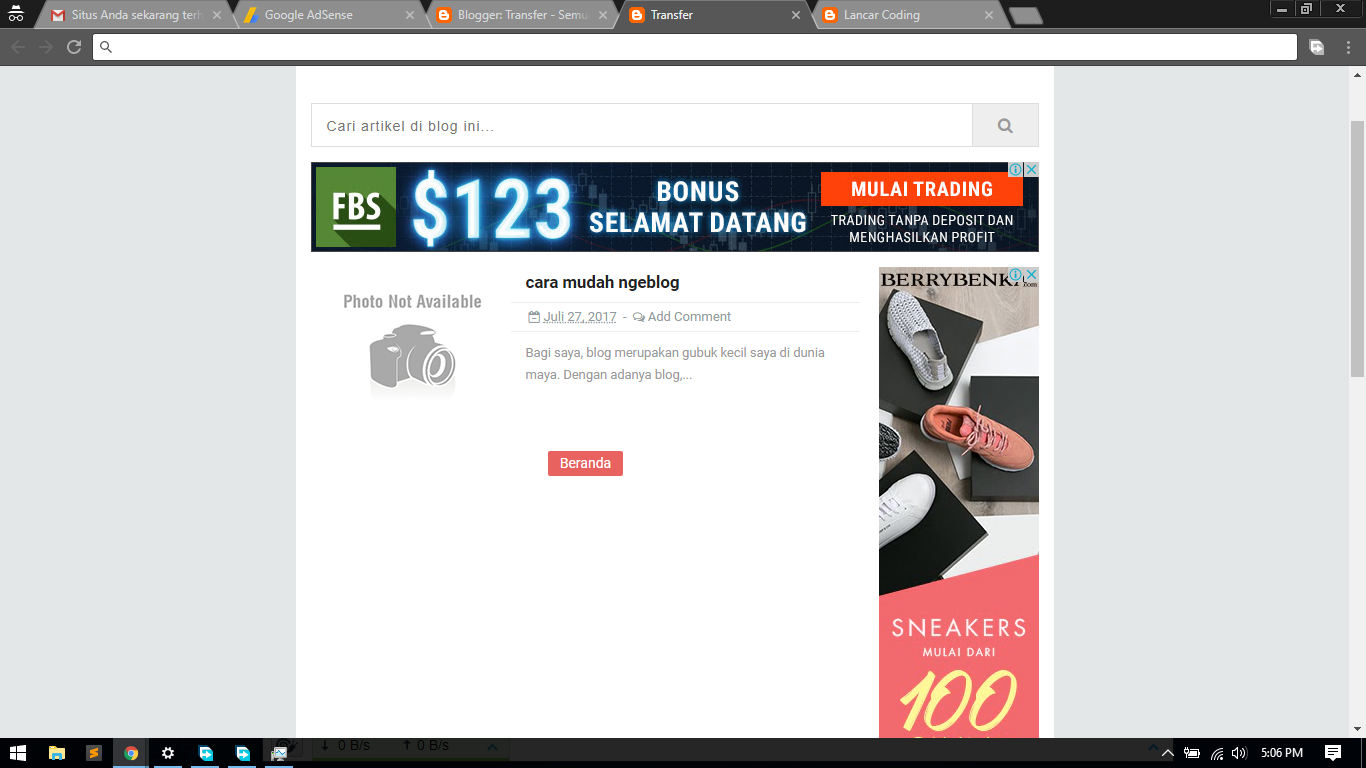 Situs Anda sekarang terh
Google AdSense
Blogger: Transfer - Semu
Transfer
Lancar Coding
Cari artikel di blog ini...
FBS
$123
BONUS
SELAMAT DATANG
MULAI TRADING
TRADING TANPA DEPOSIT DAN
MENGHASILKAN PROFIT
Photo Not Available
cara mudah ngeblog
Juli 27, 2017 - Add Comment
Bagi saya, blog merupakan gubuk kecil saya di dunia
maya. Dengan adanya blog,...
Beranda
BERRYBENKA.com
SNEAKERS
MULAI DARI
100
0 B/s
0 B/s
5:06 PM